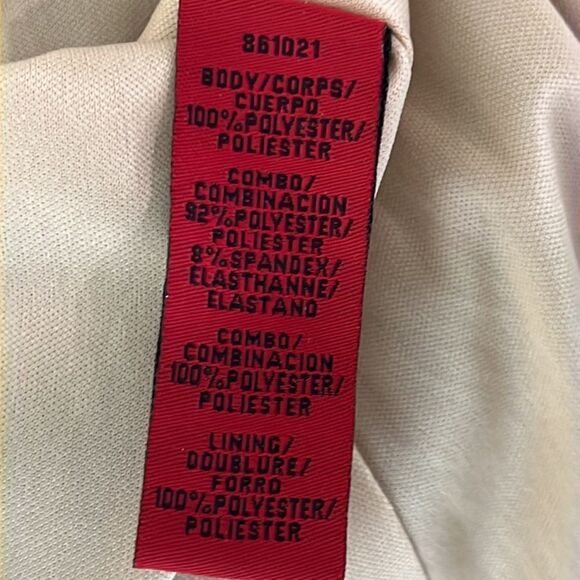 861021
BODY/CORPS/
CUERPO
100%POLYESTER/
POLIESTER
COMBO/
COMBINACION
92%POLYESTER/
POLIESTER
8%SPANDEX/
ELASTHANNE/
ELASTANO
COMBO/
COMBINACION
100%POLYESTER/
POLIESTER
LINING/
DOUBLURE/
FORRO
100%POLYESTER/
POLIESTER